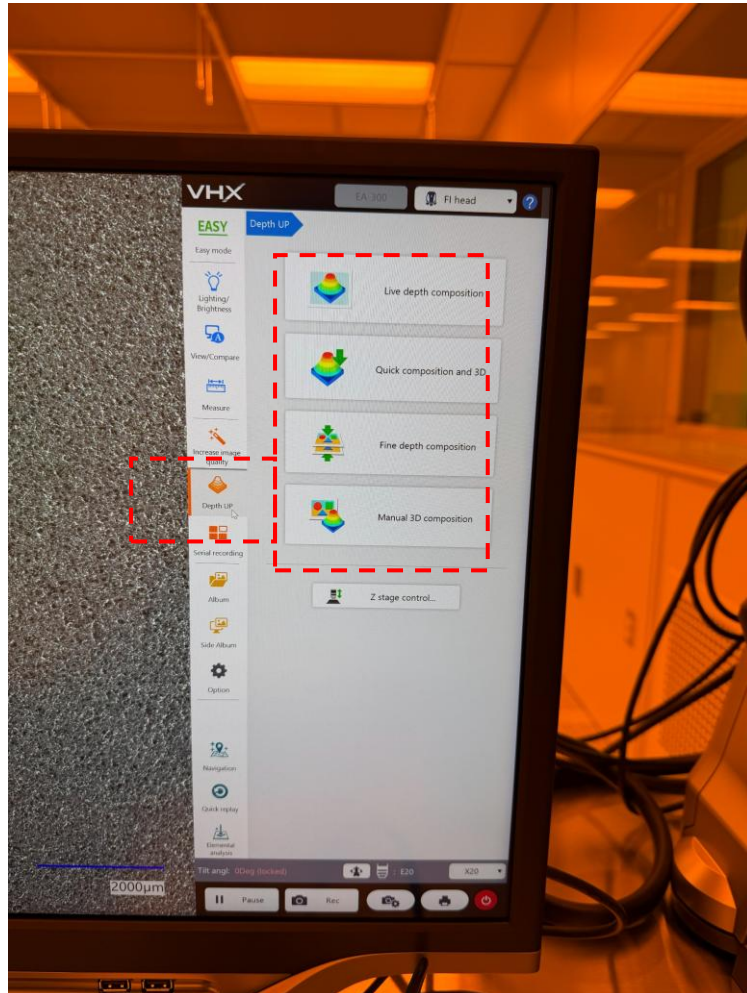 VHX
EA-300
FI head
?
EASY
Easy mode
Depth UP
Lighting/
Brightness
View/Compare
Measure
Increase image
quality
Depth UP
Serial recording
Album
Side Album
Option
Navigation
Quick replay
Elemental
analysis
Live depth composition
Quick composition and 3D
Fine depth composition
Manual 3D composition
Z stage control...
2000µm
Tilt angl: 0Deg (locked)
: E20
X20
Pause
Rec